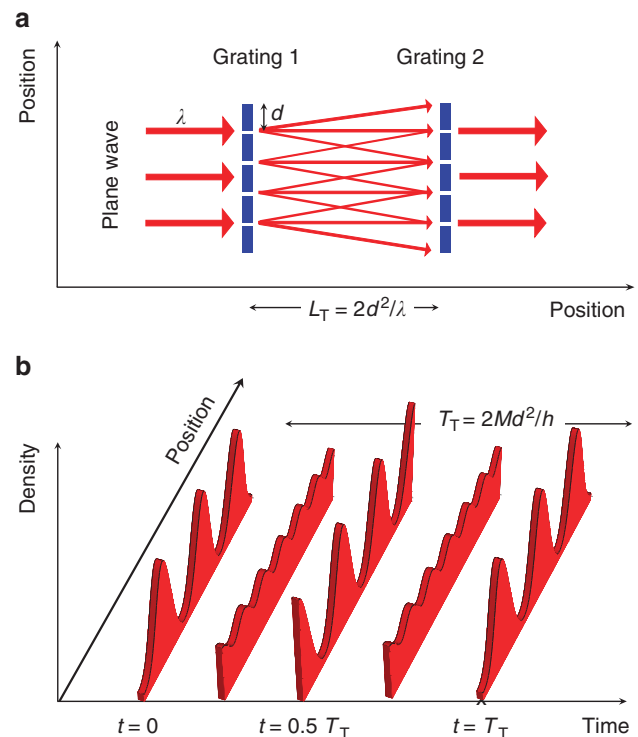 a
Grating 1
Grating 2
Position
Plane wave
λ
d
L_T = 2d²/λ
Position
b
Position
T_T = 2Md²/h
Density
t = 0
t = 0.5 T_T
t = T_T
Time